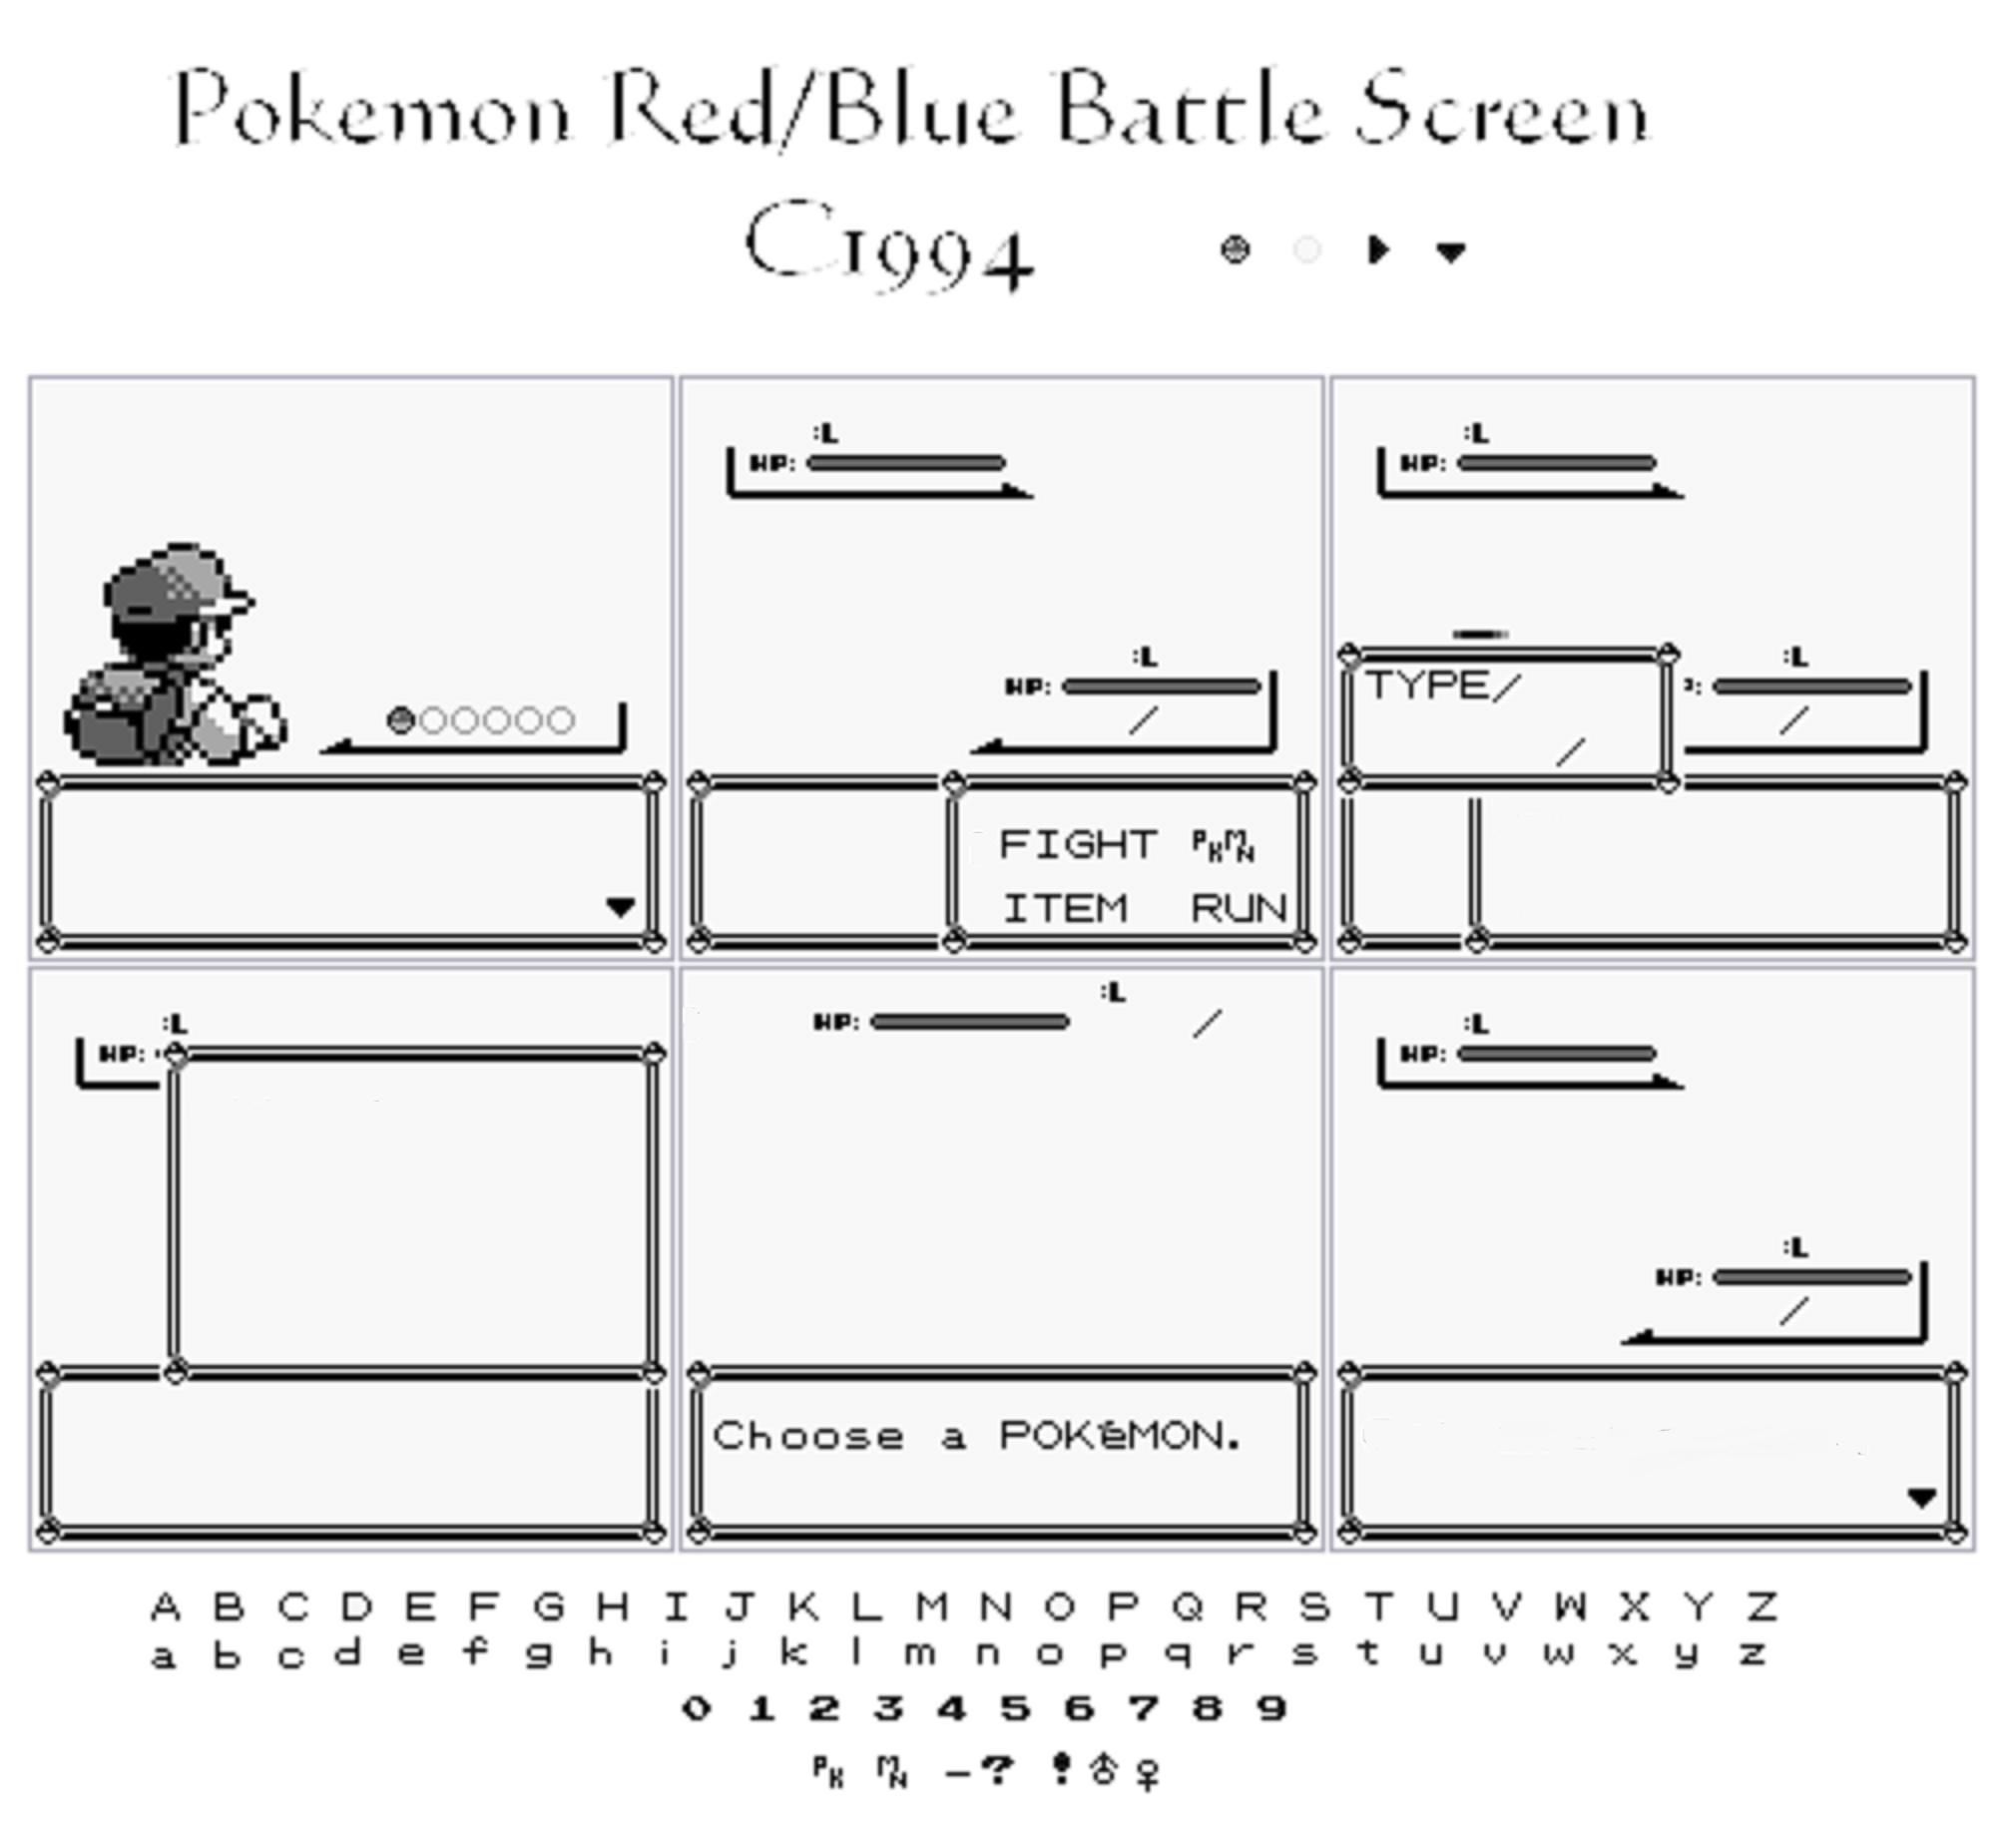 Pokemon Red/Blue Battle Screen
C1994
:L
HP:
:L
HP:
/
FIGHT PKMN
ITEM RUN
:L
HP:
TYPE/
/
:L
:
/
:L
HP:
:L
HP: /
Choose a POKéMON.
:L
HP:
:L
HP:
/
A B C D E F G H I J K L M N O P Q R S T U V W X Y Z
a b c d e f g h i j k l m n o p q r s t u v w x y z
0 1 2 3 4 5 6 7 8 9
PK MN - ? ! ♂ ♀